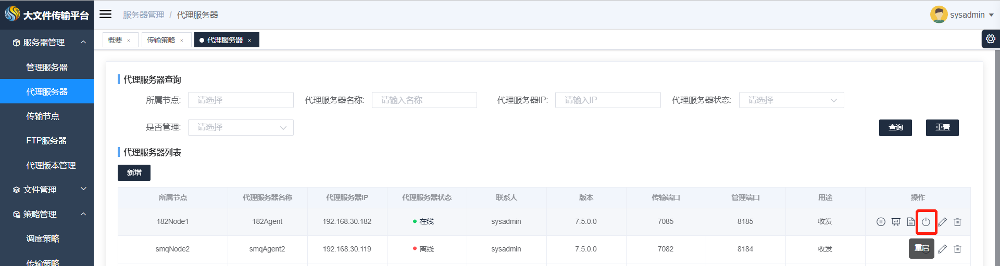 大文件传输平台
服务器管理 / 代理服务器
sysadmin
概要 ×
传输策略 ×
代理服务器 ×
服务器管理
管理服务器
代理服务器
传输节点
FTP服务器
代理版本管理
文件管理
策略管理
调度策略
传输策略
代理服务器查询
所属节点: 请选择
代理服务器名称: 请输入名称
代理服务器IP: 请输入IP
代理服务器状态: 请选择
是否管理: 请选择
查询 重置
代理服务器列表
新增
所属节点 代理服务器名称 代理服务器IP 代理服务器状态 联系人 版本 传输端口 管理端口 用途 操作
182Node1 182Agent 192.168.30.182 在线 sysadmin 7.5.0.0 7085 8185 收发
smqNode2 smqAgent2 192.168.30.119 离线 sysadmin 7.5.0.0 7082 8184 收发
重启